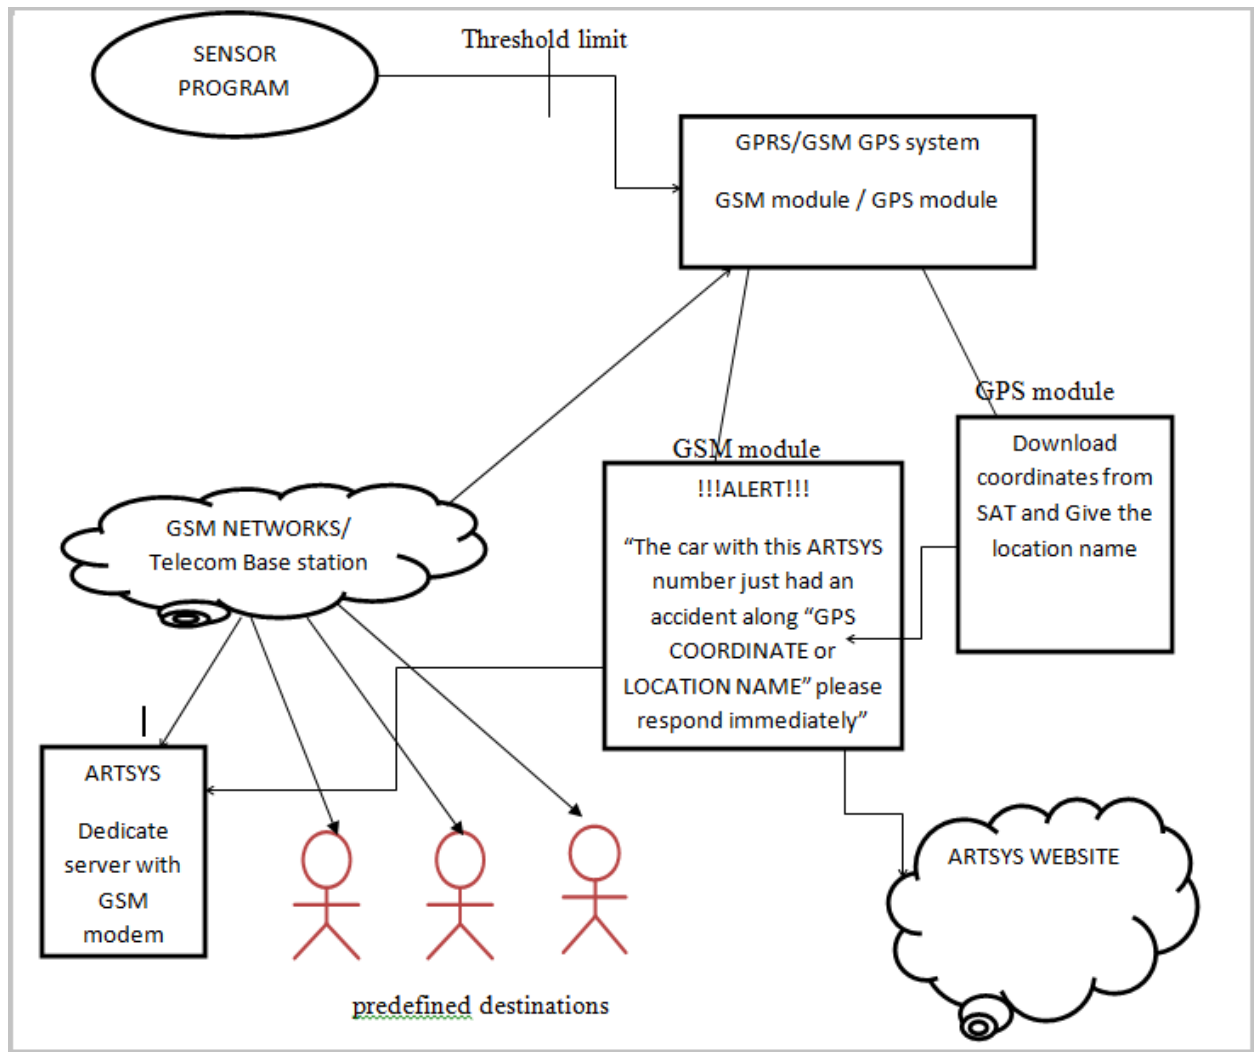 SENSOR
PROGRAM
Threshold limit
GPRS/GSM GPS system
GSM module / GPS module
GPS module
Download
coordinates from
SAT and Give the
location name
GSM module
!!!ALERT!!!
“The car with this ARTSYS
number just had an
accident along “GPS
COORDINATE or
LOCATION NAME” please
respond immediately”
GSM NETWORKS/
Telecom Base station
ARTSYS
Dedicate
server with
GSM
modem
ARTSYS WEBSITE
predefined destinations